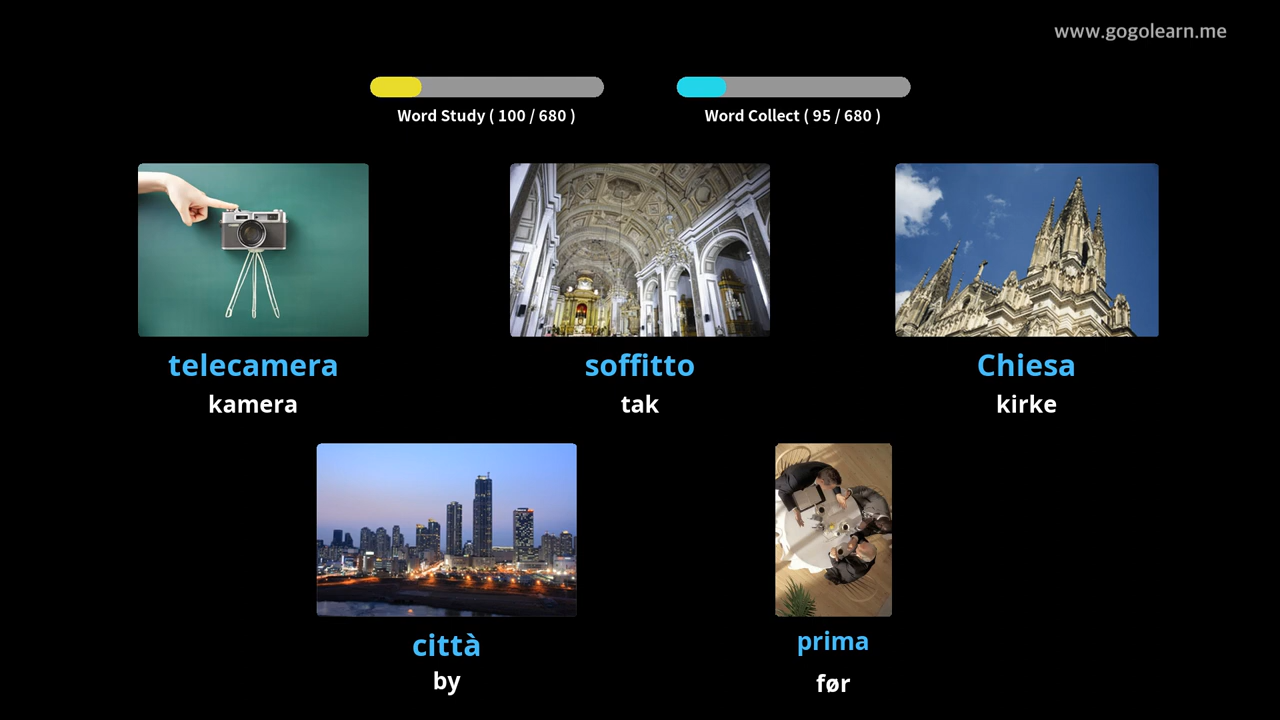 www.gogolearn.me
Word Study ( 100 / 680 )
Word Collect ( 95 / 680 )
telecamera
kamera
soffitto
tak
Chiesa
kirke
città
by
prima
før